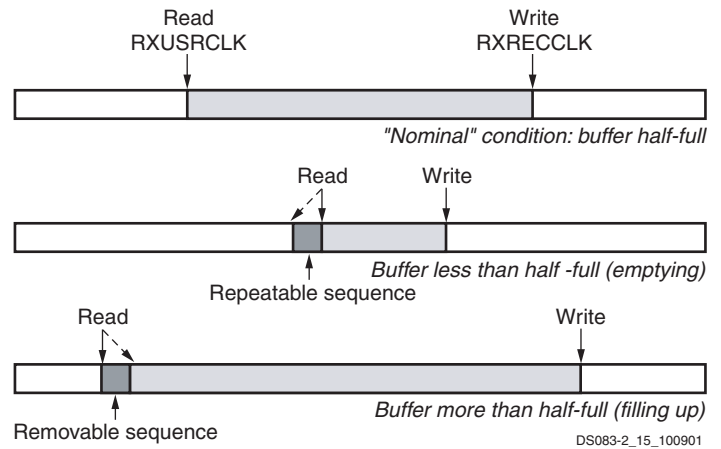 Read Write
RXUSRCLK RXRECCLK
"Nominal" condition: buffer half-full
Read Write
Buffer less than half -full (emptying)
Repeatable sequence
Read Write
Buffer more than half-full (filling up)
Removable sequence
DS083-2_15_100901